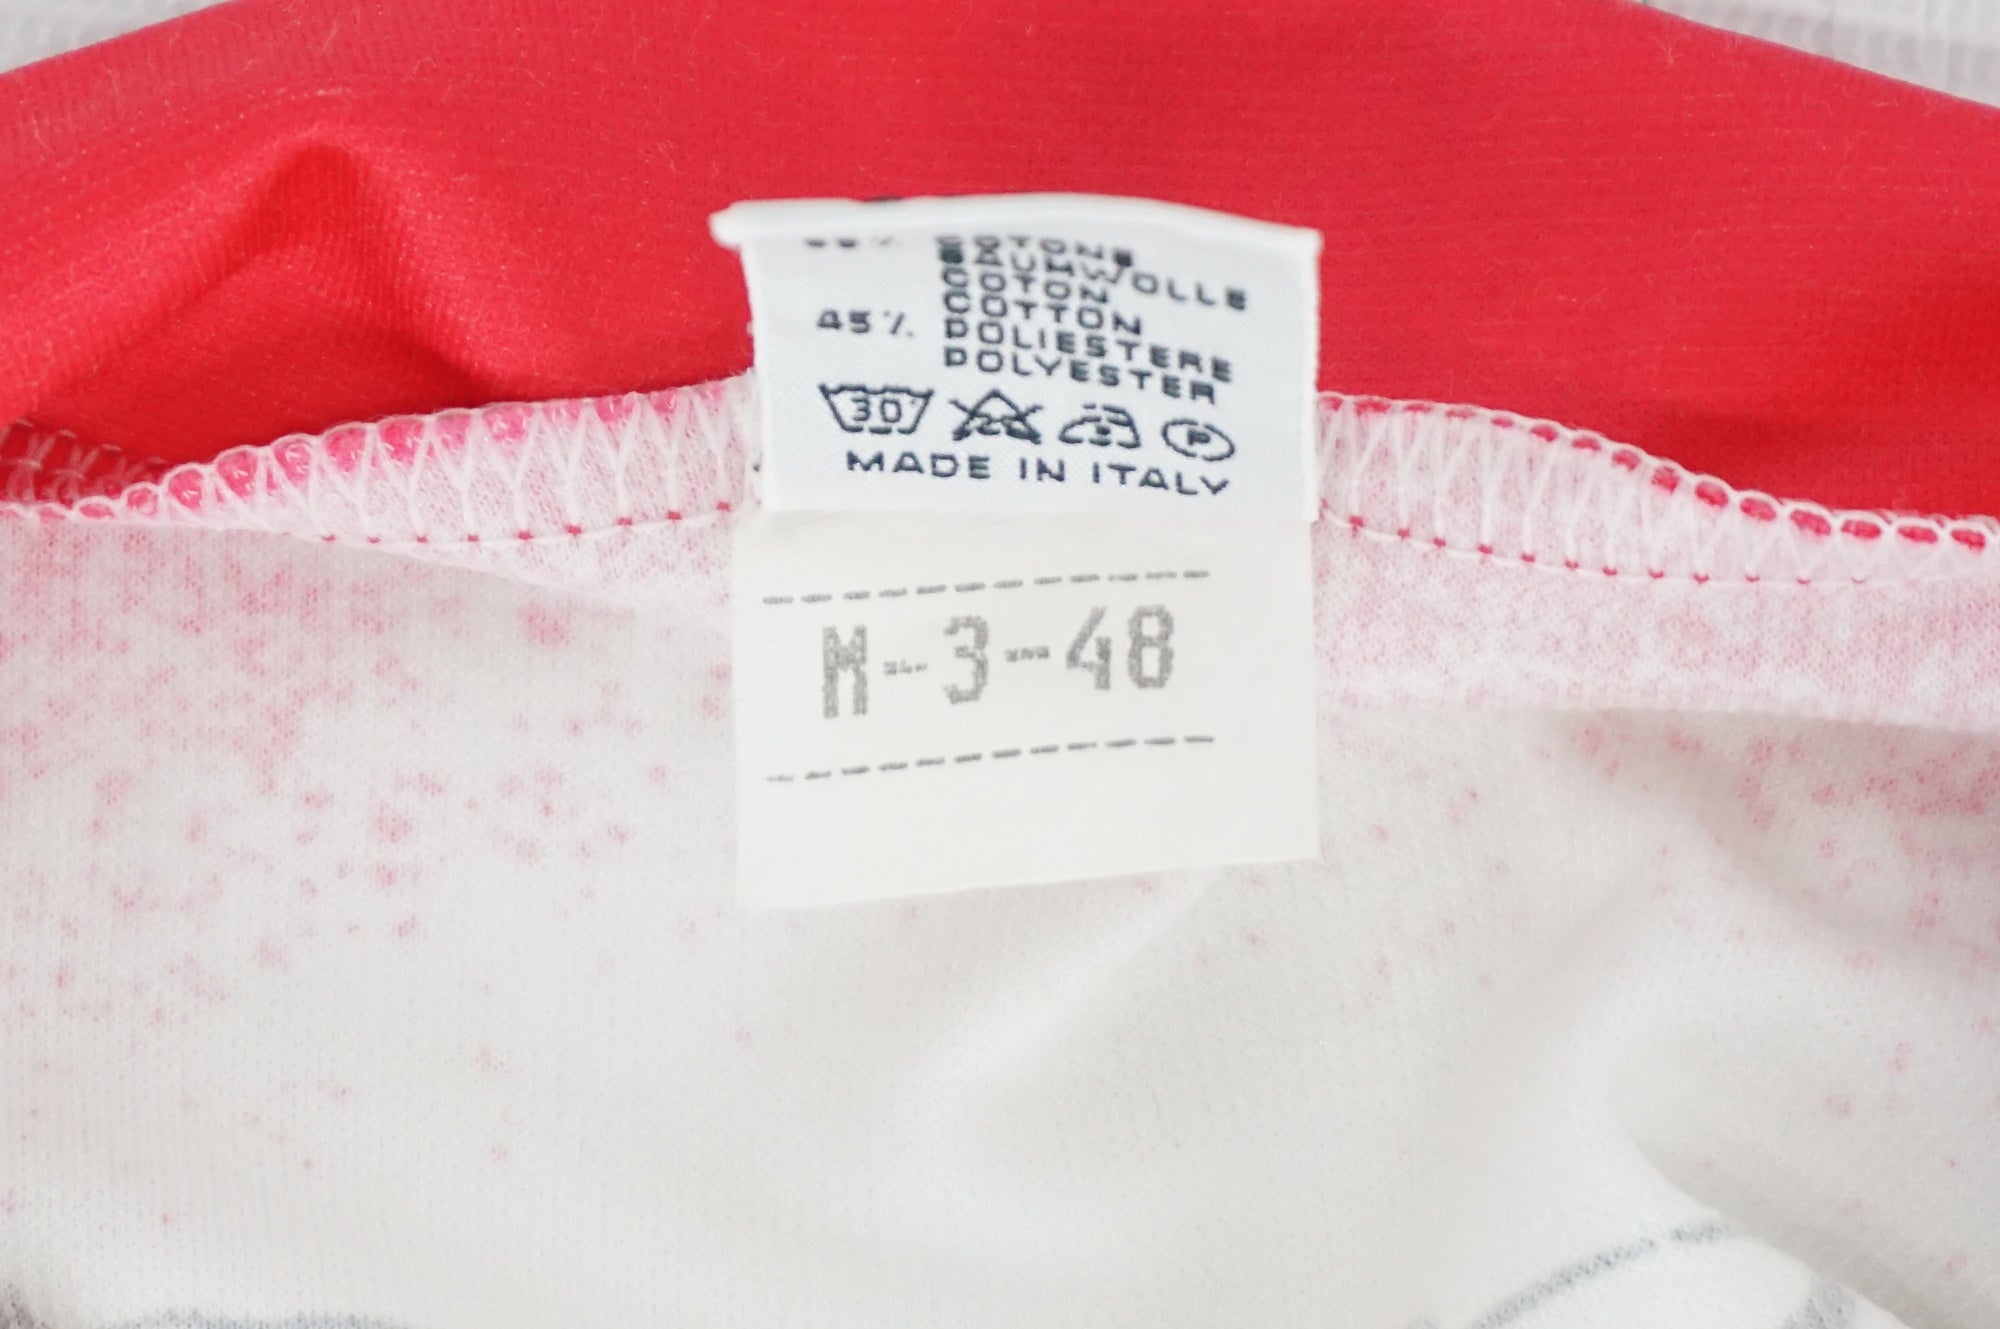 COTONE
BAUMWOLLE
COTON
COTTON
45% POLIESTERE
POLYESTER
30° P
MADE IN ITALY
M-3-48